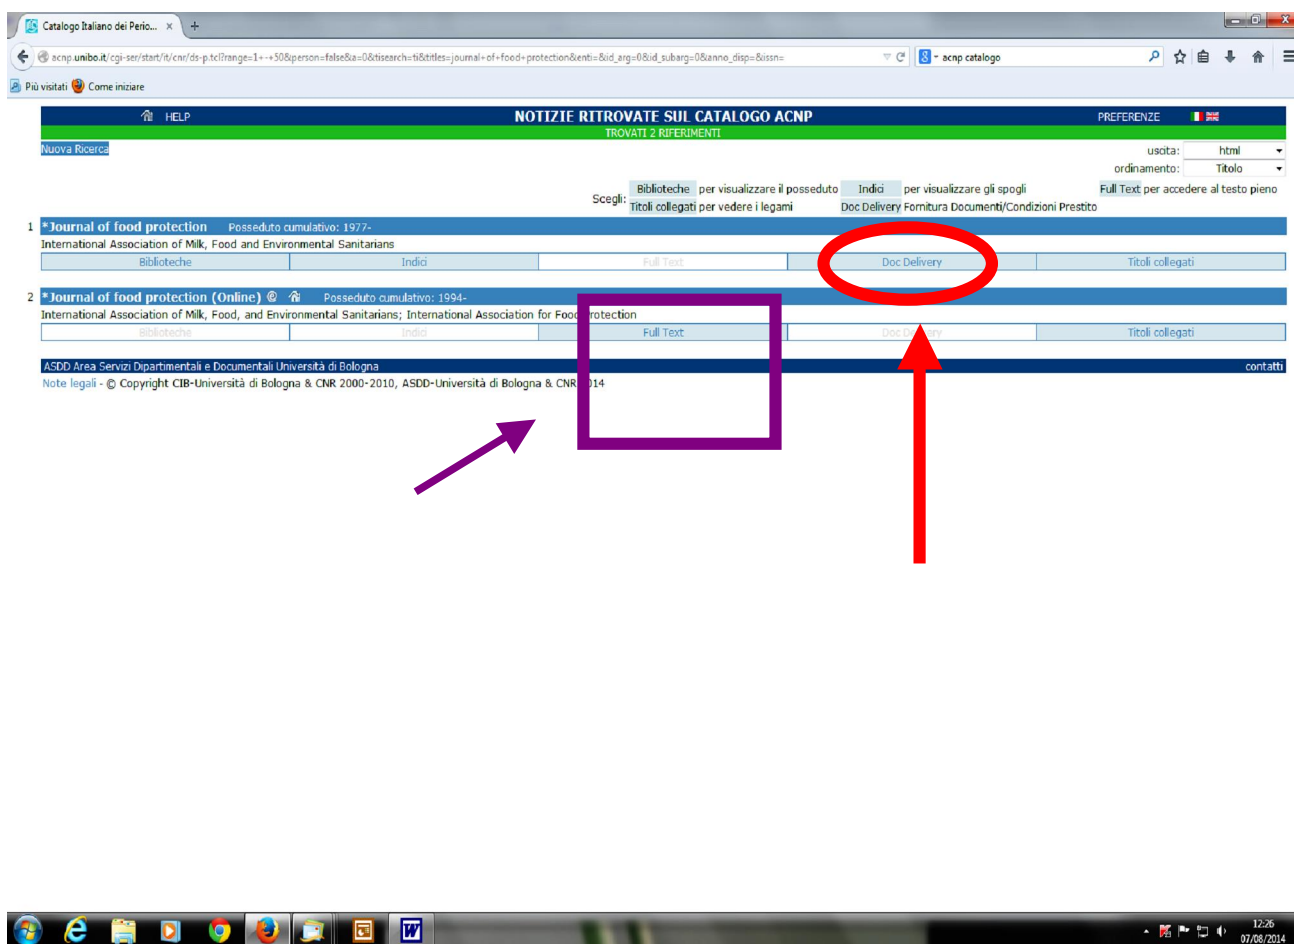 Catalogo Italiano dei Perio... × +
acnp.unibo.it/cgi-ser/start/it/cnr/ds-p.tcl?range=1+-+50&person=false&a=0&tisearch=ti&titles=journal+of+food+protection&enti=&id_arg=0&id_subarg=0&anno_disp=&issn= acnp catalogo
Più visitati Come iniziare
HELP NOTIZIE RITROVATE SUL CATALOGO ACNP PREFERENZE
TROVATI 2 RIFERIMENTI
Nuova Ricerca uscita: html
ordinamento: Titolo
Scegli: Biblioteche per visualizzare il posseduto Indici per visualizzare gli spogli Full Text per accedere al testo pieno
Titoli collegati per vedere i legami Doc Delivery Fornitura Documenti/Condizioni Prestito
1 *Journal of food protection Posseduto cumulativo: 1977-
International Association of Milk, Food and Environmental Sanitarians
Biblioteche Indici Full Text Doc Delivery Titoli collegati
2 *Journal of food protection (Online) @ Posseduto cumulativo: 1994-
International Association of Milk, Food, and Environmental Sanitarians; International Association for Food Protection
Biblioteche Indici Full Text Doc Delivery Titoli collegati
ASDD Area Servizi Dipartimentali e Documentali Università di Bologna contatti
Note legali - © Copyright CIB-Università di Bologna & CNR 2000-2010, ASDD-Università di Bologna & CNR 2014
12:26
07/08/2014